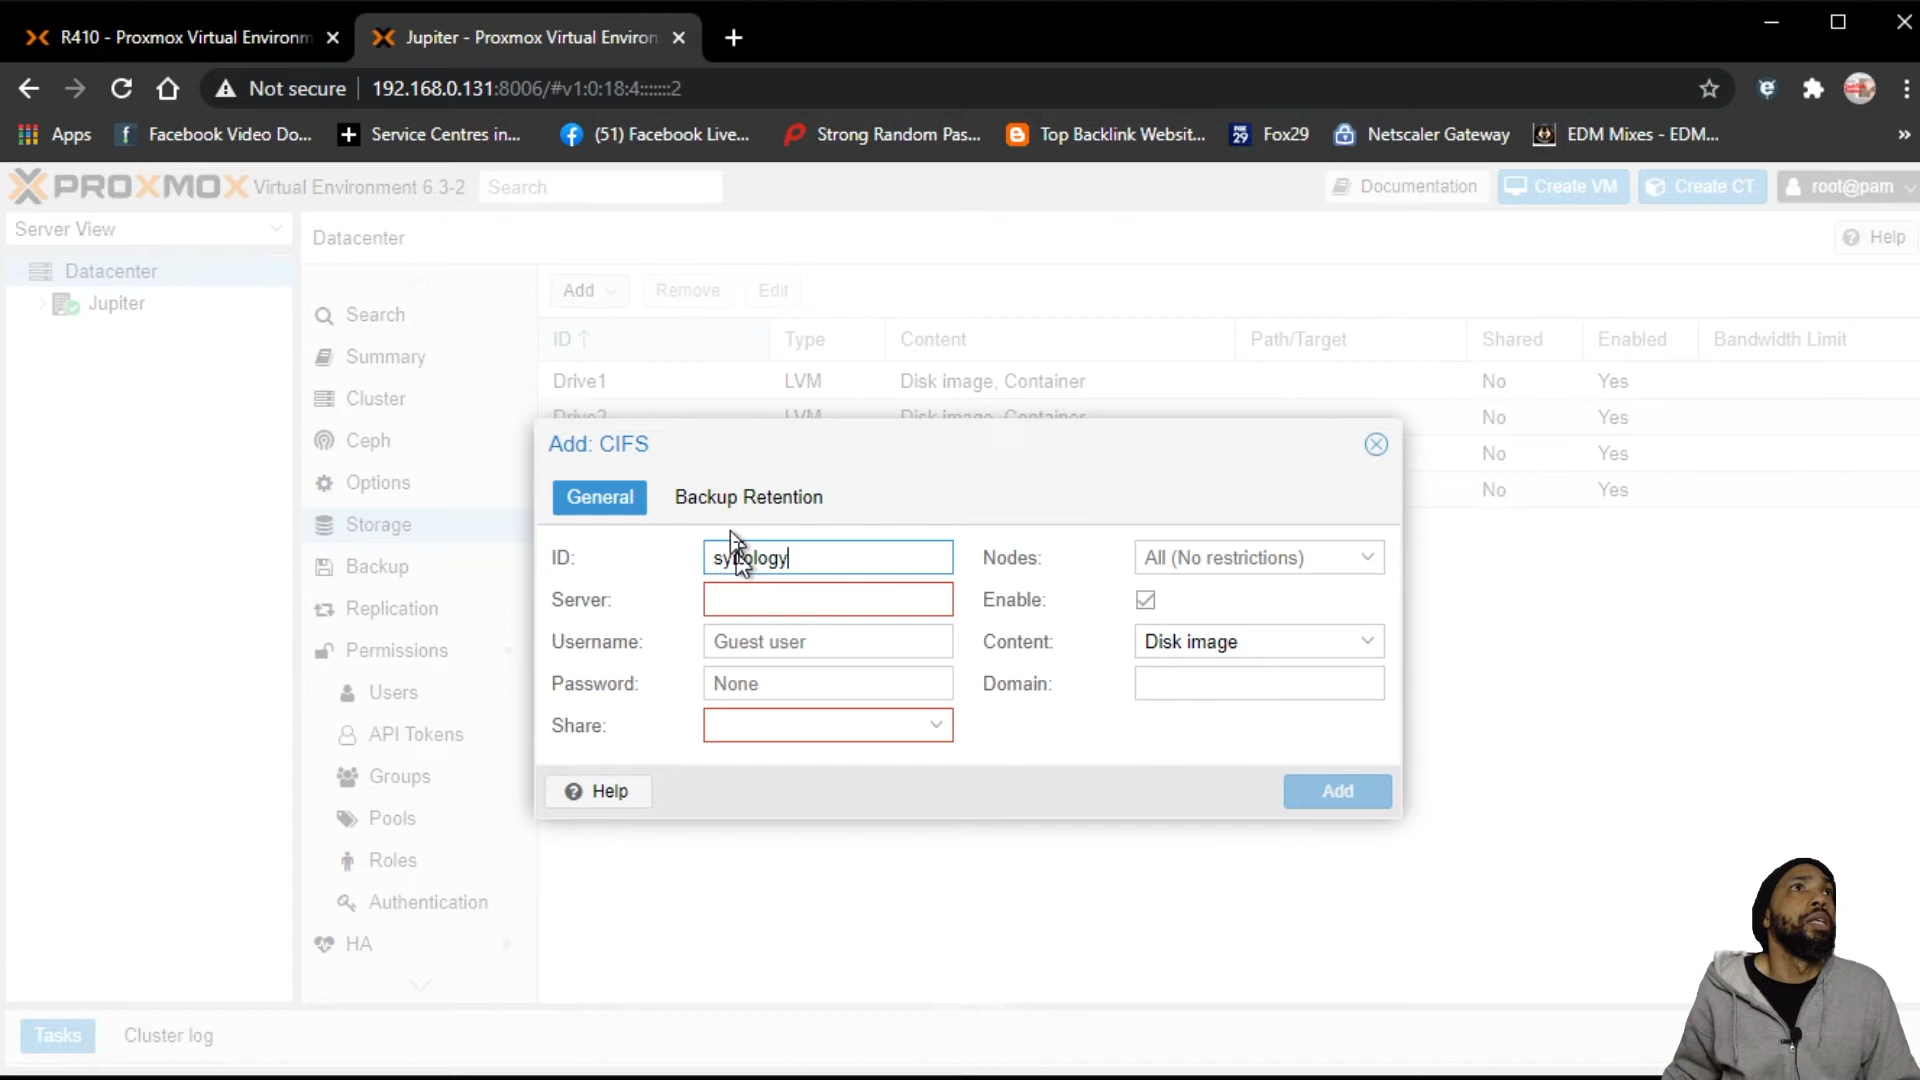 R410 - Proxmox Virtual Environm
Jupiter - Proxmox Virtual Environ
Not secure 192.168.0.131:8006/#v1:0:18:4:::::::2
Apps Facebook Video Do... Service Centres in... (51) Facebook Live... Strong Random Pas... Top Backlink Websit... Fox29 Netscaler Gateway EDM Mixes - EDM...
PROXMOX Virtual Environment 6.3-2 Search Documentation Create VM Create CT root@pam
Server View
Datacenter
Jupiter
Datacenter
Help
Search
Summary
Cluster
Ceph
Options
Storage
Backup
Replication
Permissions
Users
API Tokens
Groups
Pools
Roles
Authentication
HA
Add Remove Edit
ID Type Content Path/Target Shared Enabled Bandwidth Limit
Drive1 LVM Disk image, Container No Yes
Drive2 LVM Disk image, Container No Yes
No Yes
No Yes
Add: CIFS
General Backup Retention
ID: Nodes: All (No restrictions)
Server: Enable:
Username: Guest user Content: Disk image
Password: None Domain:
Share:
Help Add
Tasks Cluster log